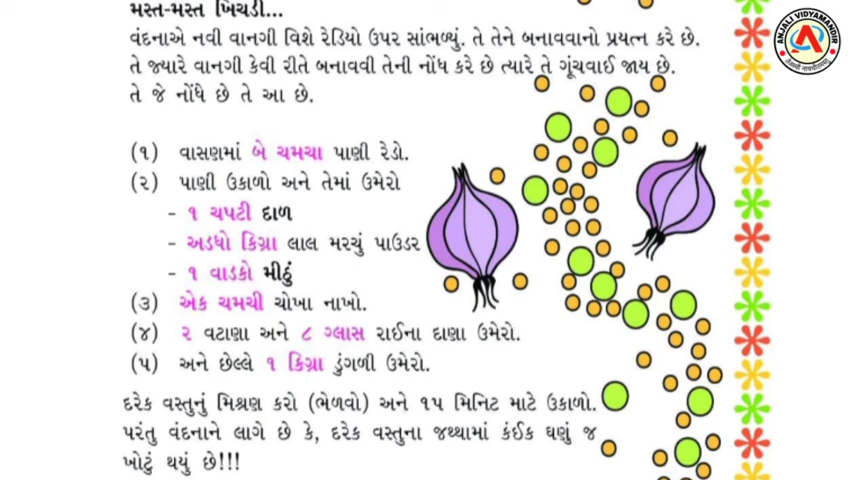 મસ્ત-મસ્ત ખિચડી...
વંદનાએ નવી વાનગી વિશે રેડિયો ઉપર સાંભળ્યું. તે તેને બનાવવાનો પ્રયત્ન કરે છે.
તે જ્યારે વાનગી કેવી રીતે બનાવવી તેની નોંધ કરે છે ત્યારે તે ગૂંચવાઈ જાય છે.
તે જે નોંધે છે તે આ છે.
(૧) વાસણમાં બે ચમચા પાણી રેડો.
(૨) પાણી ઉકાળો અને તેમાં ઉમેરો
- ૧ ચપટી દાળ
- અડધો કિગ્રા લાલ મરચું પાઉડર
- ૧ વાડકો મીઠું
(૩) એક ચમચી ચોખા નાખો.
(૪) ૨ વટાણા અને ૮ ગ્લાસ રાઈના દાણા ઉમેરો.
(૫) અને છેલ્લે ૧ કિગ્રા ડુંગળી ઉમેરો.
દરેક વસ્તુનું મિશ્રણ કરો (ભેળવો) અને ૧૫ મિનિટ માટે ઉકાળો.
પરંતુ વંદનાને લાગે છે કે, દરેક વસ્તુના જથ્થામાં કંઈક ઘણું જ
ખોટું થયું છે!!!
ANJALI VIDYAMANDIR